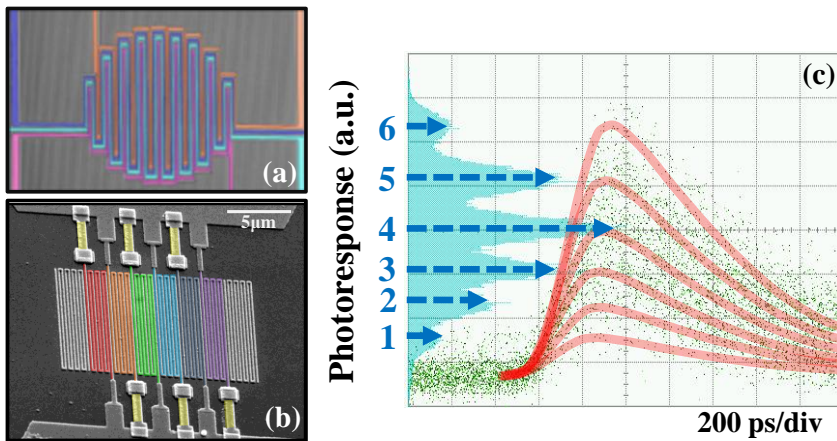 (a)
5μm
(b)
Photoresponse (a.u.)
6
5
4
3
2
1
(c)
200 ps/div